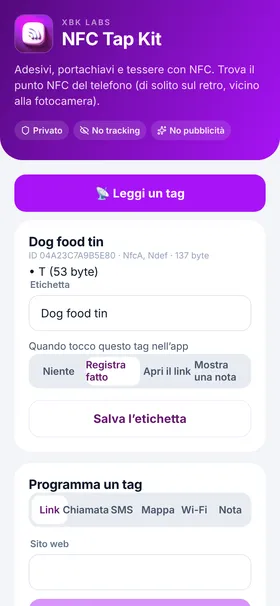 XBK LABS
NFC Tap Kit
Adesivi, portachiavi e tessere con NFC. Trova il
punto NFC del telefono (di solito sul retro, vicino
alla fotocamera).
Privato
No tracking
No pubblicità
📡 Leggi un tag
Dog food tin
ID 04A23C7A9B5E80 · NfcA, Ndef · 137 byte
• T (53 byte)
Etichetta
Dog food tin
Quando tocco questo tag nell'app
Niente
Registra
fatto
Apri il link
Mostra
una nota
Salva l'etichetta
Programma un tag
Link
Chiamata
SMS
Mappa
Wi-Fi
Nota
Sito web